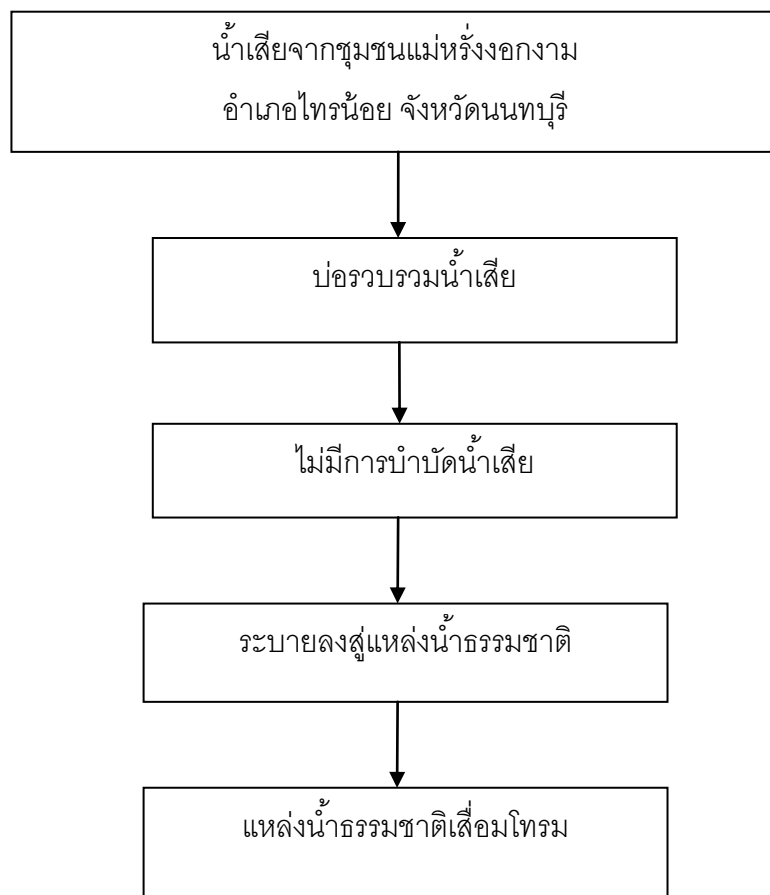 น้ำเสียจากชุมชนแม่หรั่งงอกงาม
อำเภอไทรน้อย จังหวัดนนทบุรี
บ่อรวบรวมน้ำเสีย
ไม่มีการบำบัดน้ำเสีย
ระบายลงสู่แหล่งน้ำธรรมชาติ
แหล่งน้ำธรรมชาติเสื่อมโทรม